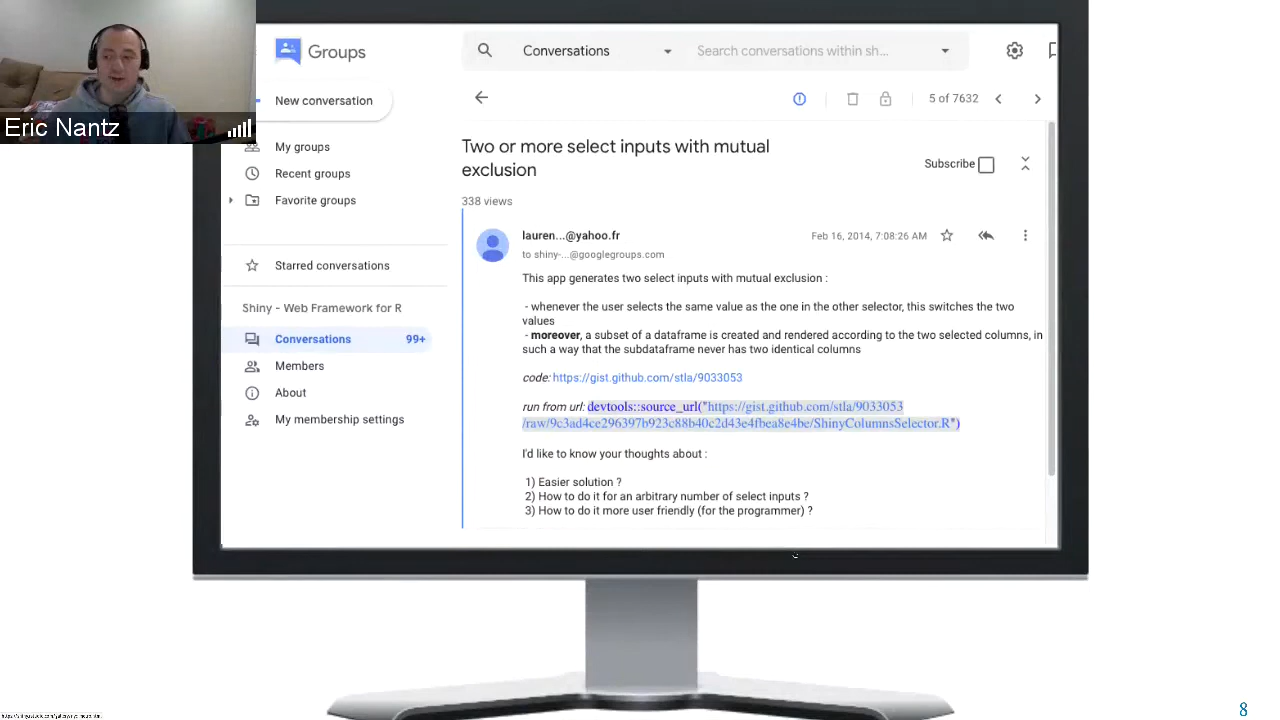 Eric Nantz
Groups
Conversations
Search conversations within sh...
New conversation
5 of 7632
My groups
Recent groups
Favorite groups
Starred conversations
Shiny - Web Framework for R
Conversations
99+
Members
About
My membership settings
Two or more select inputs with mutual
exclusion
Subscribe
338 views
lauren...@yahoo.fr
Feb 16, 2014, 7:08:26 AM
to shiny-...@googlegroups.com
This app generates two select inputs with mutual exclusion :
- whenever the user selects the same value as the one in the other selector, this switches the two
values
- moreover, a subset of a dataframe is created and rendered according to the two selected columns, in
such a way that the subdataframe never has two identical columns
code: https://gist.github.com/stla/9033053
run from url: devtools::source_url("https://gist.github.com/stla/9033053
/raw/9c3ad4ce296397b923c88b40c2d43e4fbea8e4be/ShinyColumnsSelector.R")
I'd like to know your thoughts about :
1) Easier solution ?
2) How to do it for an arbitrary number of select inputs ?
3) How to do it more user friendly (for the programmer) ?
8